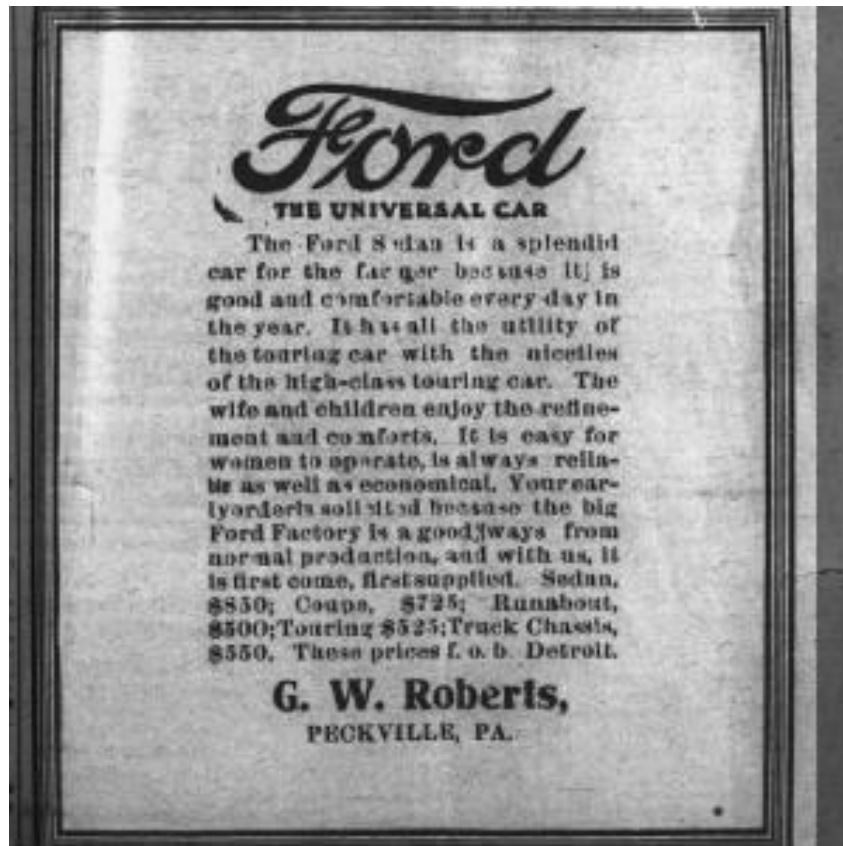 Ford
THE UNIVERSAL CAR
The Ford Sedan is a splendid
car for the farmer because it is
good and comfortable every day in
the year. It has all the utility of
the touring car with the niceties
of the high-class touring car. The
wife and children enjoy the refine-
ment and comforts. It is easy for
women to operate, is always relia-
ble as well as economical. Your ear-
ly order is solicited because the big
Ford Factory is a good ways from
normal production, and with us, it
is first come, first supplied. Sedan,
$850; Coupe, $725; Runabout,
$500; Touring $525; Truck Chassis,
$550. These prices f. o. b. Detroit.
G. W. Roberts,
PECKVILLE, PA.